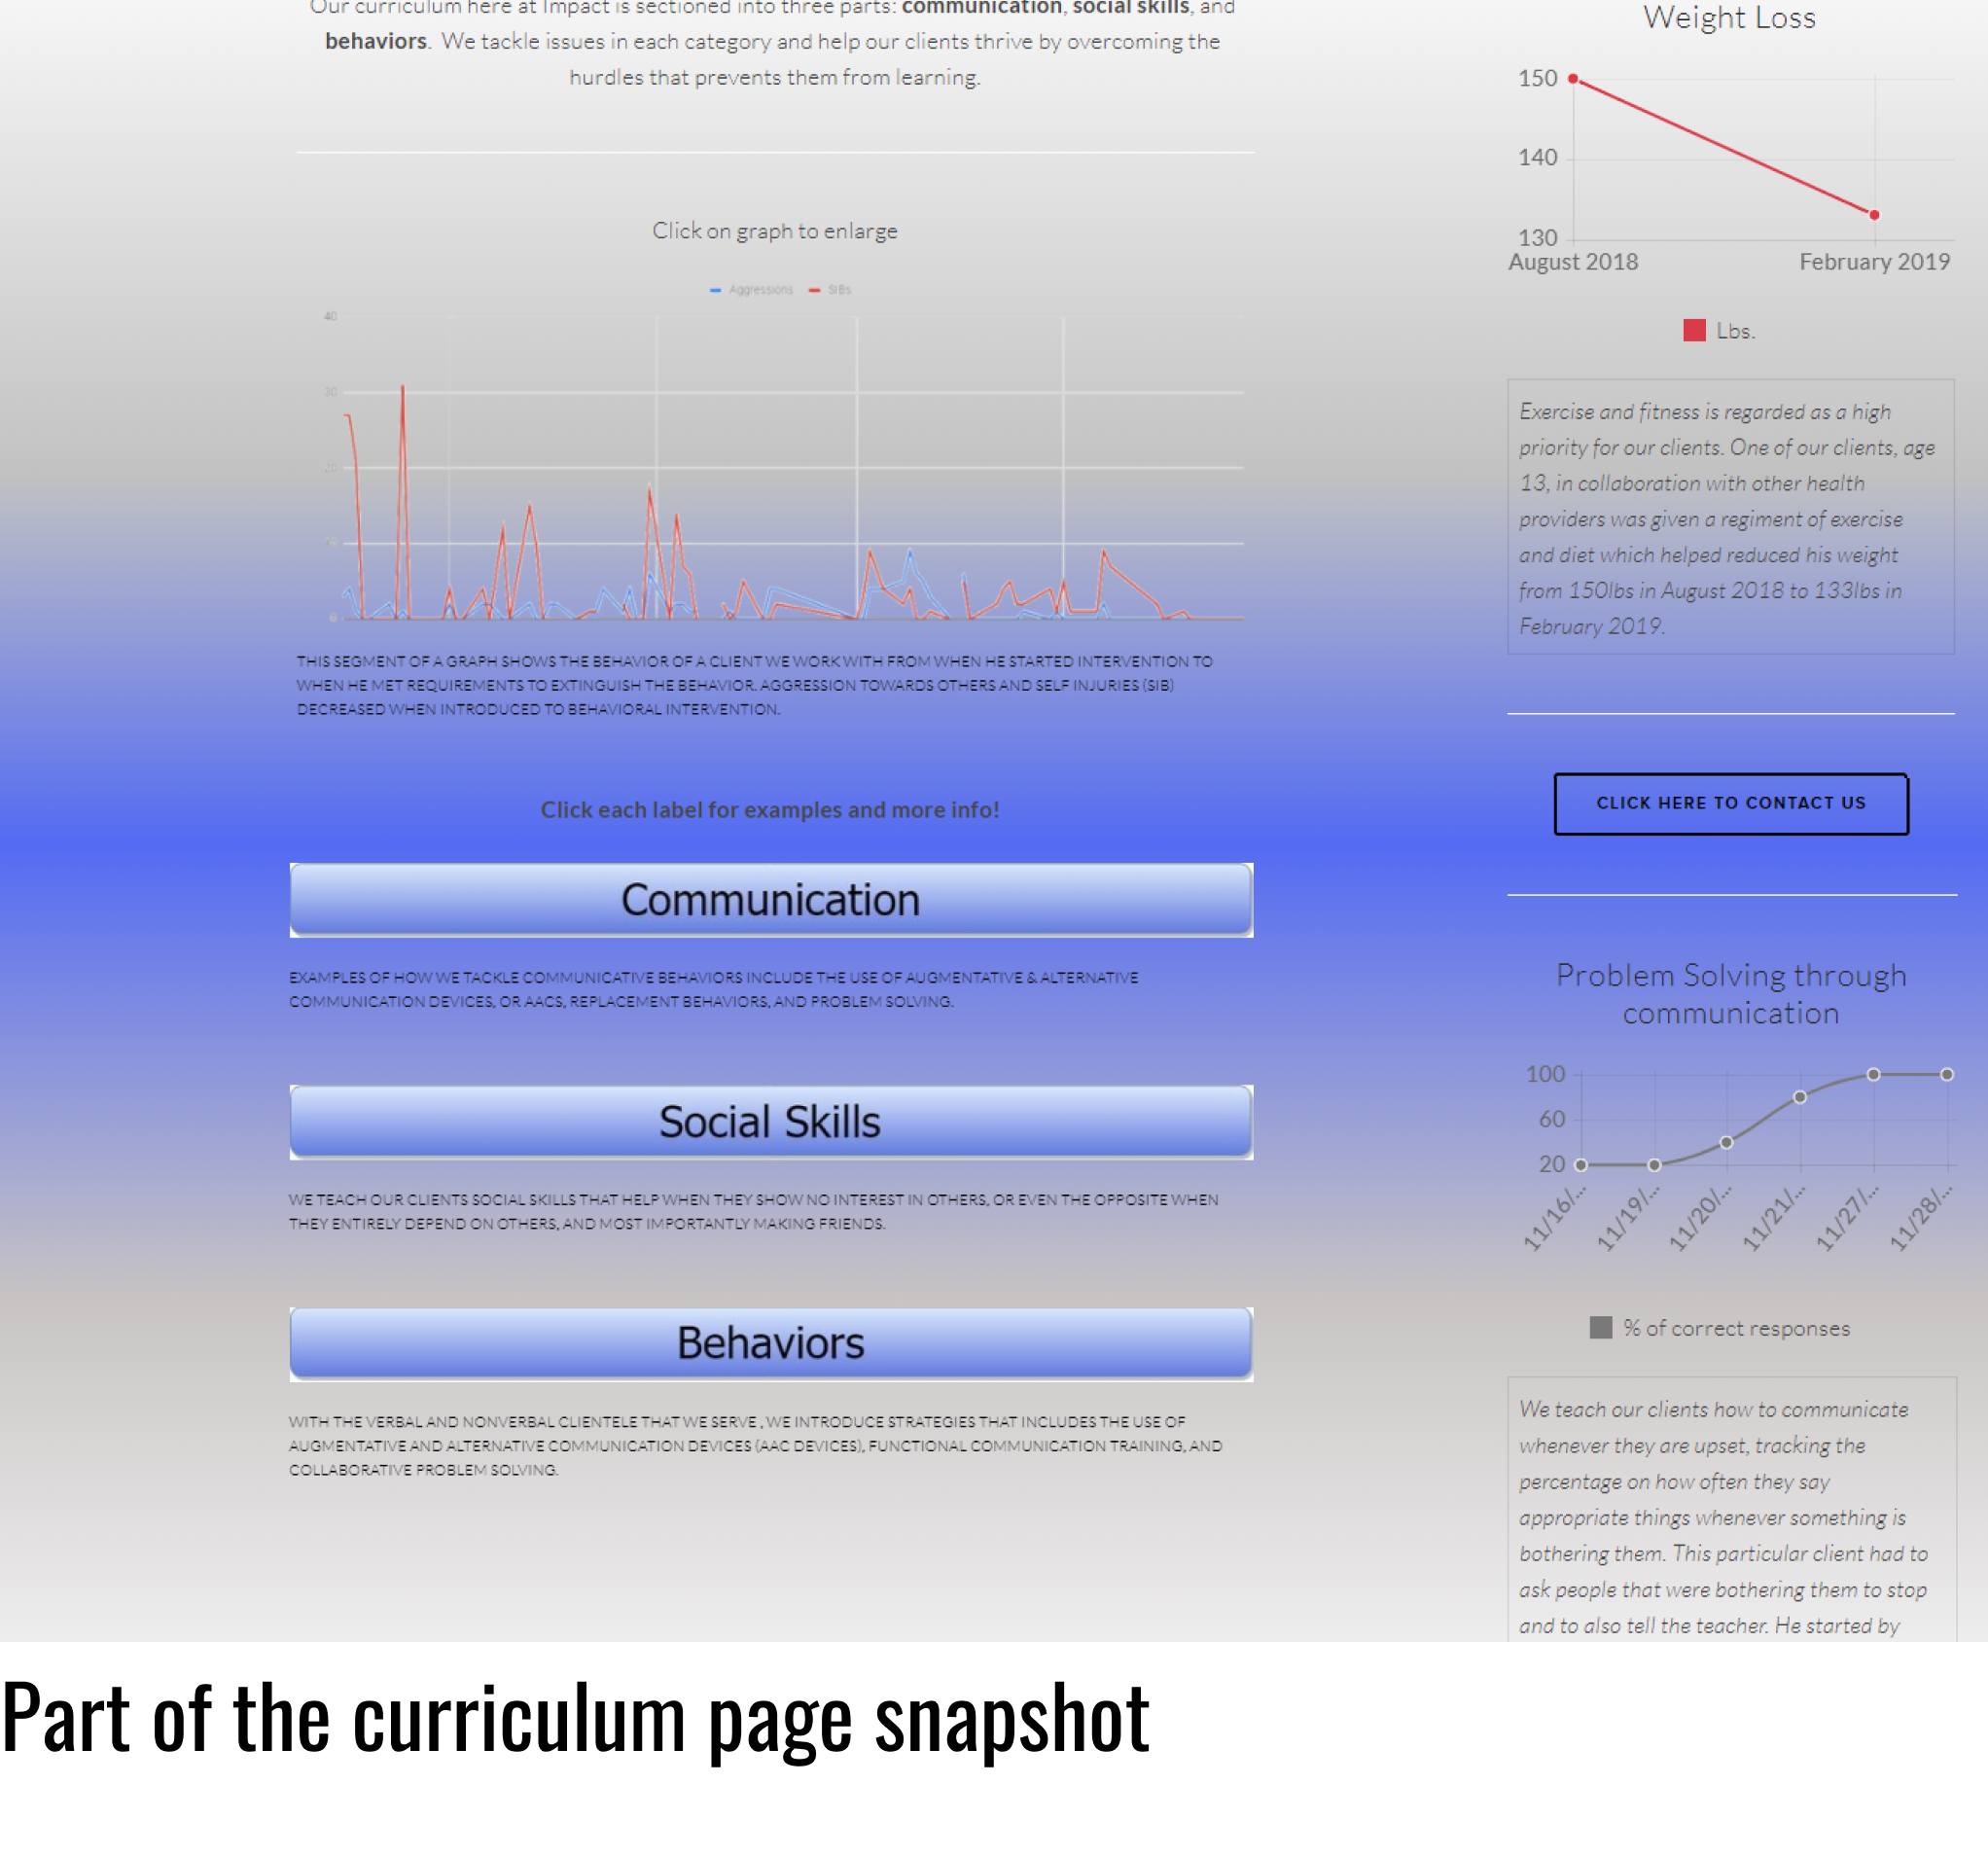 Our curriculum here at Impact is sectioned into three parts: communication, social skills, and
behaviors. We tackle issues in each category and help our clients thrive by overcoming the
hurdles that prevents them from learning.
Click on graph to enlarge
Aggressions SIBs
40
30
20
10
0
THIS SEGMENT OF A GRAPH SHOWS THE BEHAVIOR OF A CLIENT WE WORK WITH FROM WHEN HE STARTED INTERVENTION TO
WHEN HE MET REQUIREMENTS TO EXTINGUISH THE BEHAVIOR. AGGRESSION TOWARDS OTHERS AND SELF INJURIES (SIB)
DECREASED WHEN INTRODUCED TO BEHAVIORAL INTERVENTION.
Click each label for examples and more info!
Communication
EXAMPLES OF HOW WE TACKLE COMMUNICATIVE BEHAVIORS INCLUDE THE USE OF AUGMENTATIVE & ALTERNATIVE
COMMUNICATION DEVICES, OR AACS, REPLACEMENT BEHAVIORS, AND PROBLEM SOLVING.
Social Skills
WE TEACH OUR CLIENTS SOCIAL SKILLS THAT HELP WHEN THEY SHOW NO INTEREST IN OTHERS, OR EVEN THE OPPOSITE WHEN
THEY ENTIRELY DEPEND ON OTHERS, AND MOST IMPORTANTLY MAKING FRIENDS.
Behaviors
WITH THE VERBAL AND NONVERBAL CLIENTELE THAT WE SERVE , WE INTRODUCE STRATEGIES THAT INCLUDES THE USE OF
AUGMENTATIVE AND ALTERNATIVE COMMUNICATION DEVICES (AAC DEVICES), FUNCTIONAL COMMUNICATION TRAINING, AND
COLLABORATIVE PROBLEM SOLVING.
Weight Loss
150
140
130
August 2018 February 2019
Lbs.
Exercise and fitness is regarded as a high
priority for our clients. One of our clients, age
13, in collaboration with other health
providers was given a regiment of exercise
and diet which helped reduced his weight
from 150lbs in August 2018 to 133lbs in
February 2019.
CLICK HERE TO CONTACT US
Problem Solving through
communication
100
60
20
11/16/... 11/19/... 11/20/... 11/21/... 11/27/... 11/28/...
% of correct responses
We teach our clients how to communicate
whenever they are upset, tracking the
percentage on how often they say
appropriate things whenever something is
bothering them. This particular client had to
ask people that were bothering them to stop
and to also tell the teacher. He started by
Part of the curriculum page snapshot